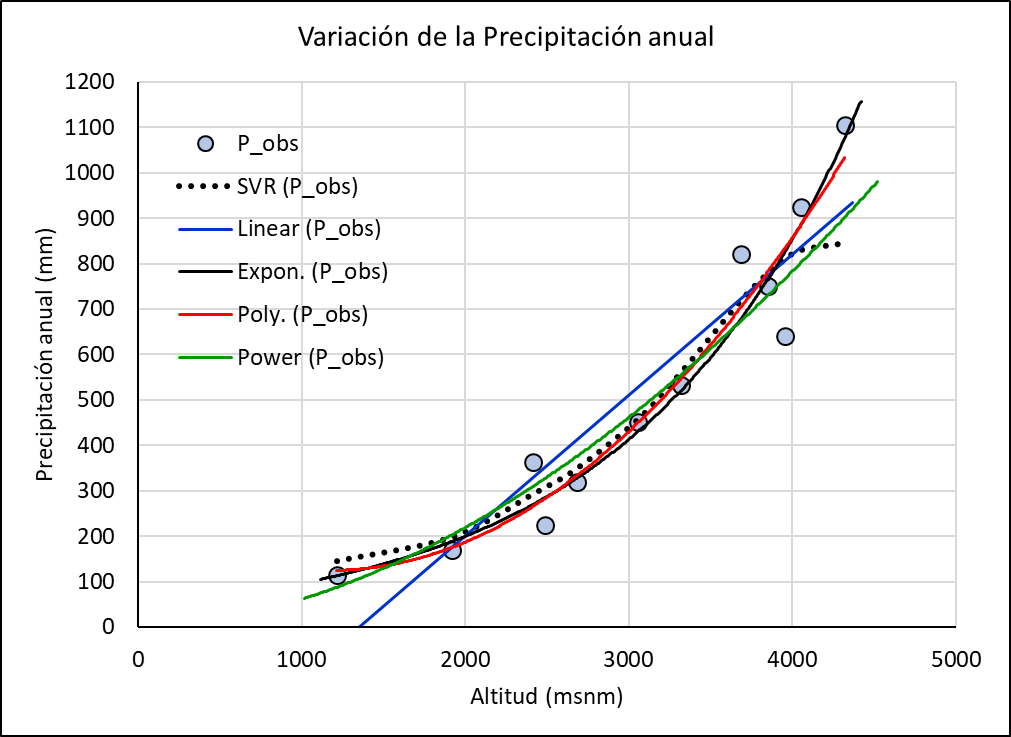 Variación de la Precipitación anual
1200
1100
1000
900
800
700
600
500
400
300
200
100
0
Precipitación anual (mm)
P_obs
SVR (P_obs)
Linear (P_obs)
Expon. (P_obs)
Poly. (P_obs)
Power (P_obs)
0 1000 2000 3000 4000 5000
Altitud (msnm)